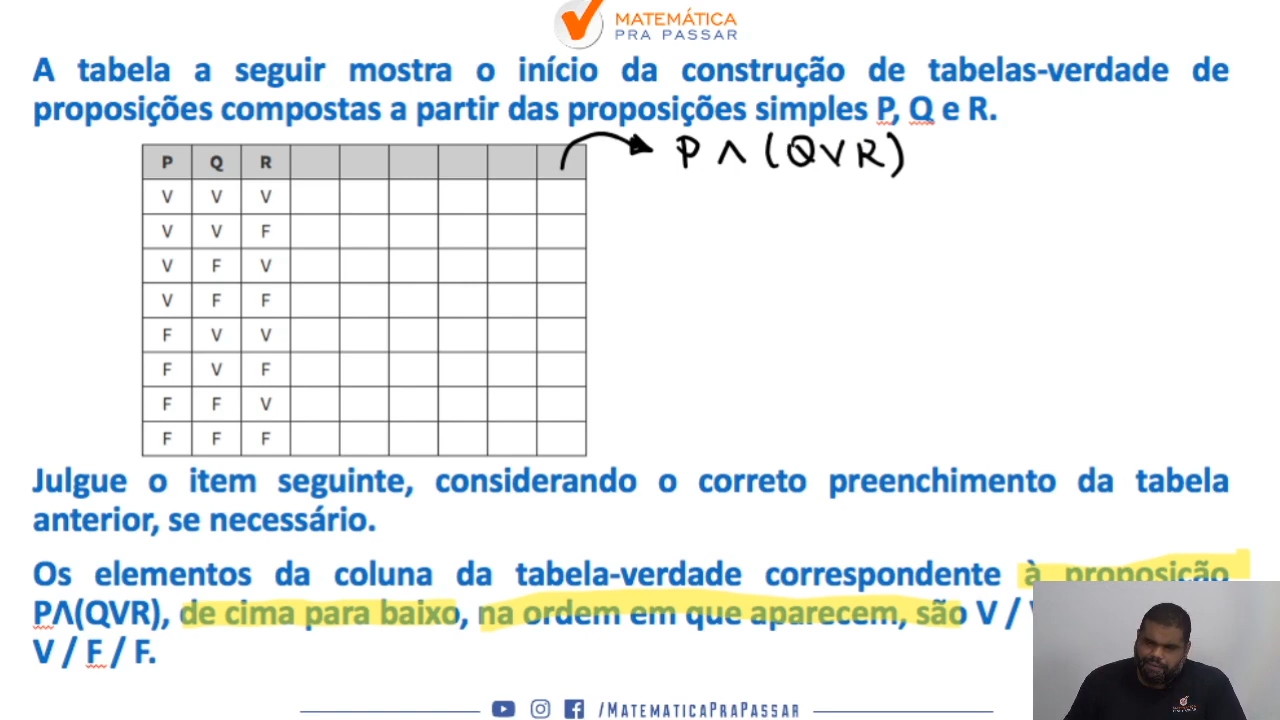 MATEMÁTICA
PRA PASSAR
A tabela a seguir mostra o início da construção de tabelas-verdade de
proposições compostas a partir das proposições simples P, Q e R.
P ∧ (Q∨R)
P Q R
V V V
V V F
V F V
V F F
F V V
F V F
F F V
F F F
Julgue o item seguinte, considerando o correto preenchimento da tabela
anterior, se necessário.
Os elementos da coluna da tabela-verdade correspondente à proposição
PΛ(QVR), de cima para baixo, na ordem em que aparecem, são V /
V / F / F.
/MATEMATICAPRAPASSAR